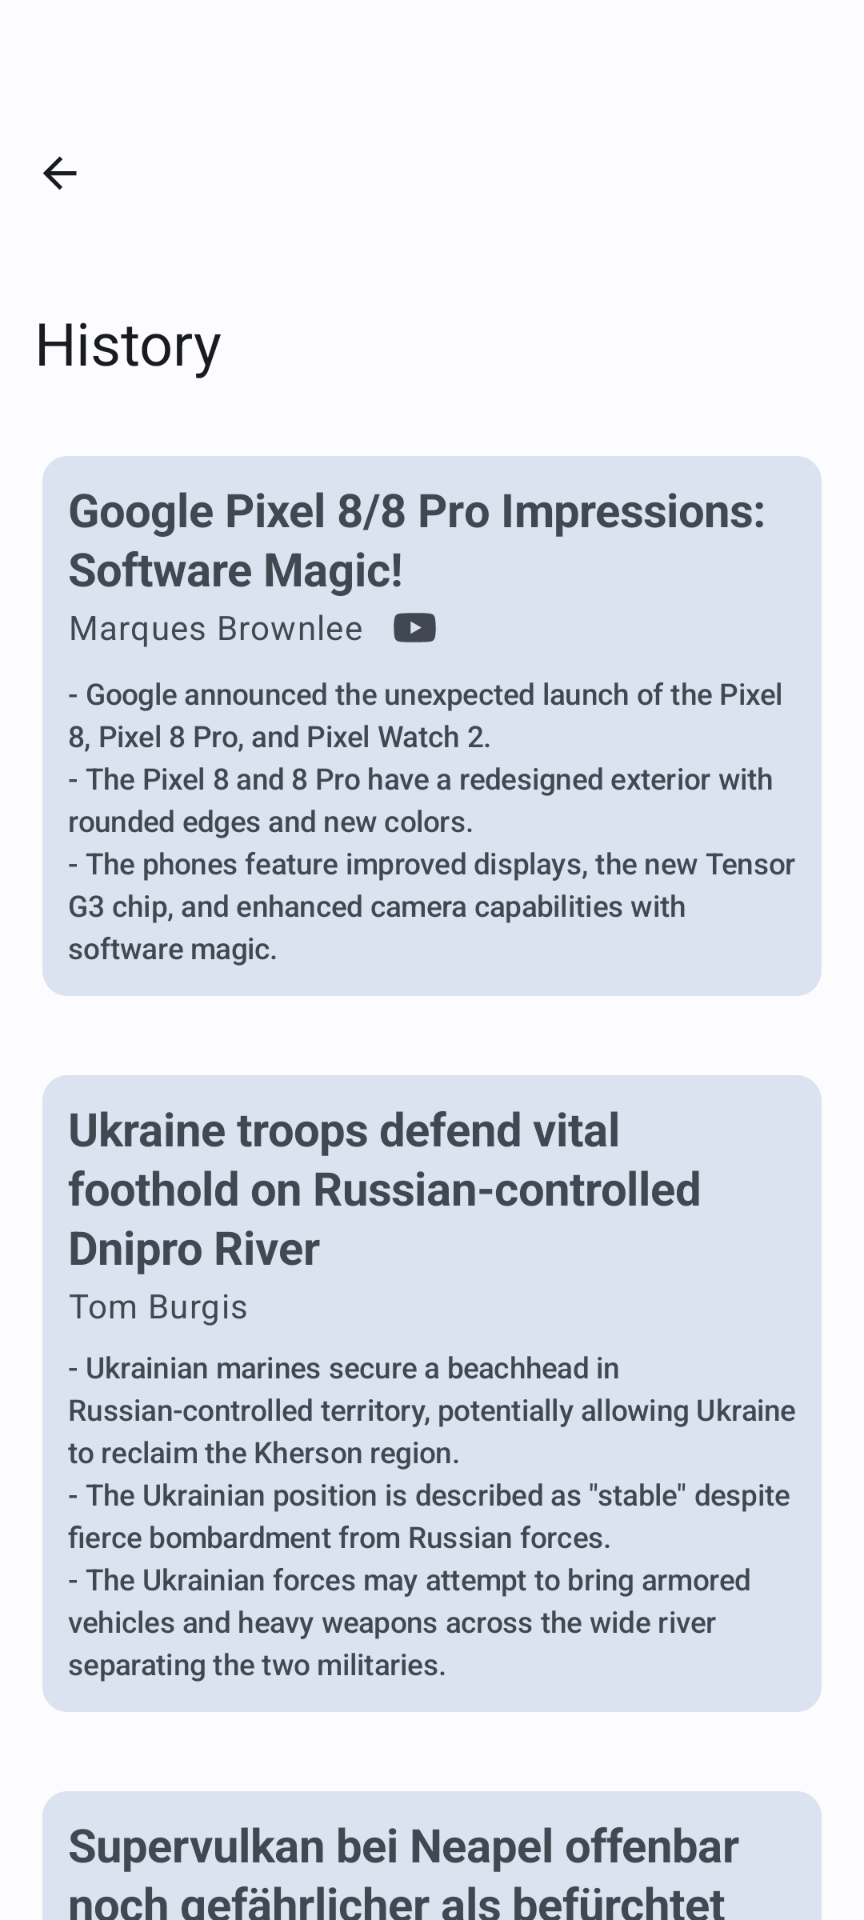 History
Google Pixel 8/8 Pro Impressions:
Software Magic!
Marques Brownlee
- Google announced the unexpected launch of the Pixel
8, Pixel 8 Pro, and Pixel Watch 2.
- The Pixel 8 and 8 Pro have a redesigned exterior with
rounded edges and new colors.
- The phones feature improved displays, the new Tensor
G3 chip, and enhanced camera capabilities with
software magic.
Ukraine troops defend vital
foothold on Russian-controlled
Dnipro River
Tom Burgis
- Ukrainian marines secure a beachhead in
Russian-controlled territory, potentially allowing Ukraine
to reclaim the Kherson region.
- The Ukrainian position is described as "stable" despite
fierce bombardment from Russian forces.
- The Ukrainian forces may attempt to bring armored
vehicles and heavy weapons across the wide river
separating the two militaries.
Supervulkan bei Neapel offenbar
noch gefährlicher als befürchtet